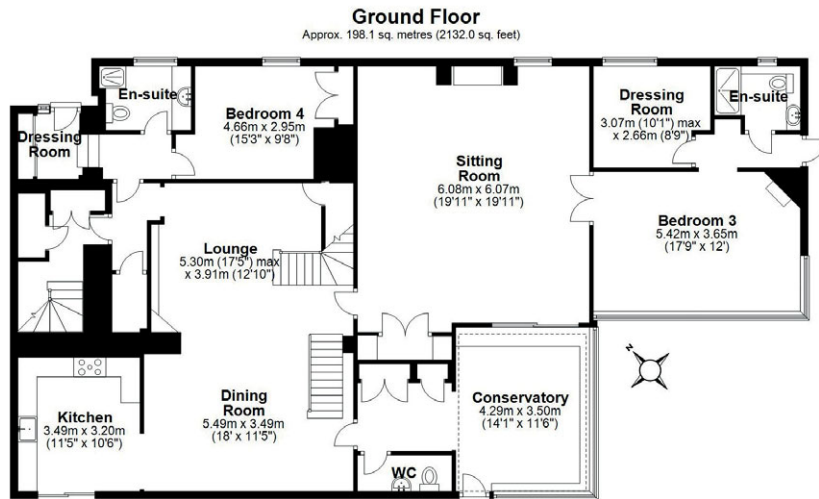 Ground Floor
Approx. 198.1 sq. metres (2132.0 sq. feet)
En-suite
Bedroom 4
4.66m x 2.95m
(15'3" x 9'8")
Dressing
Room
Dressing
Room
3.07m (10'1") max
x 2.66m (8'9")
En-suite
Sitting
Room
6.08m x 6.07m
(19'11" x 19'11")
Bedroom 3
5.42m x 3.65m
(17'9" x 12')
Lounge
5.30m (17'5") max
x 3.91m (12'10")
Dining
Room
5.49m x 3.49m
(18' x 11'5")
Kitchen
3.49m x 3.20m
(11'5" x 10'6")
Conservatory
4.29m x 3.50m
(14'1" x 11'6")
WC
N